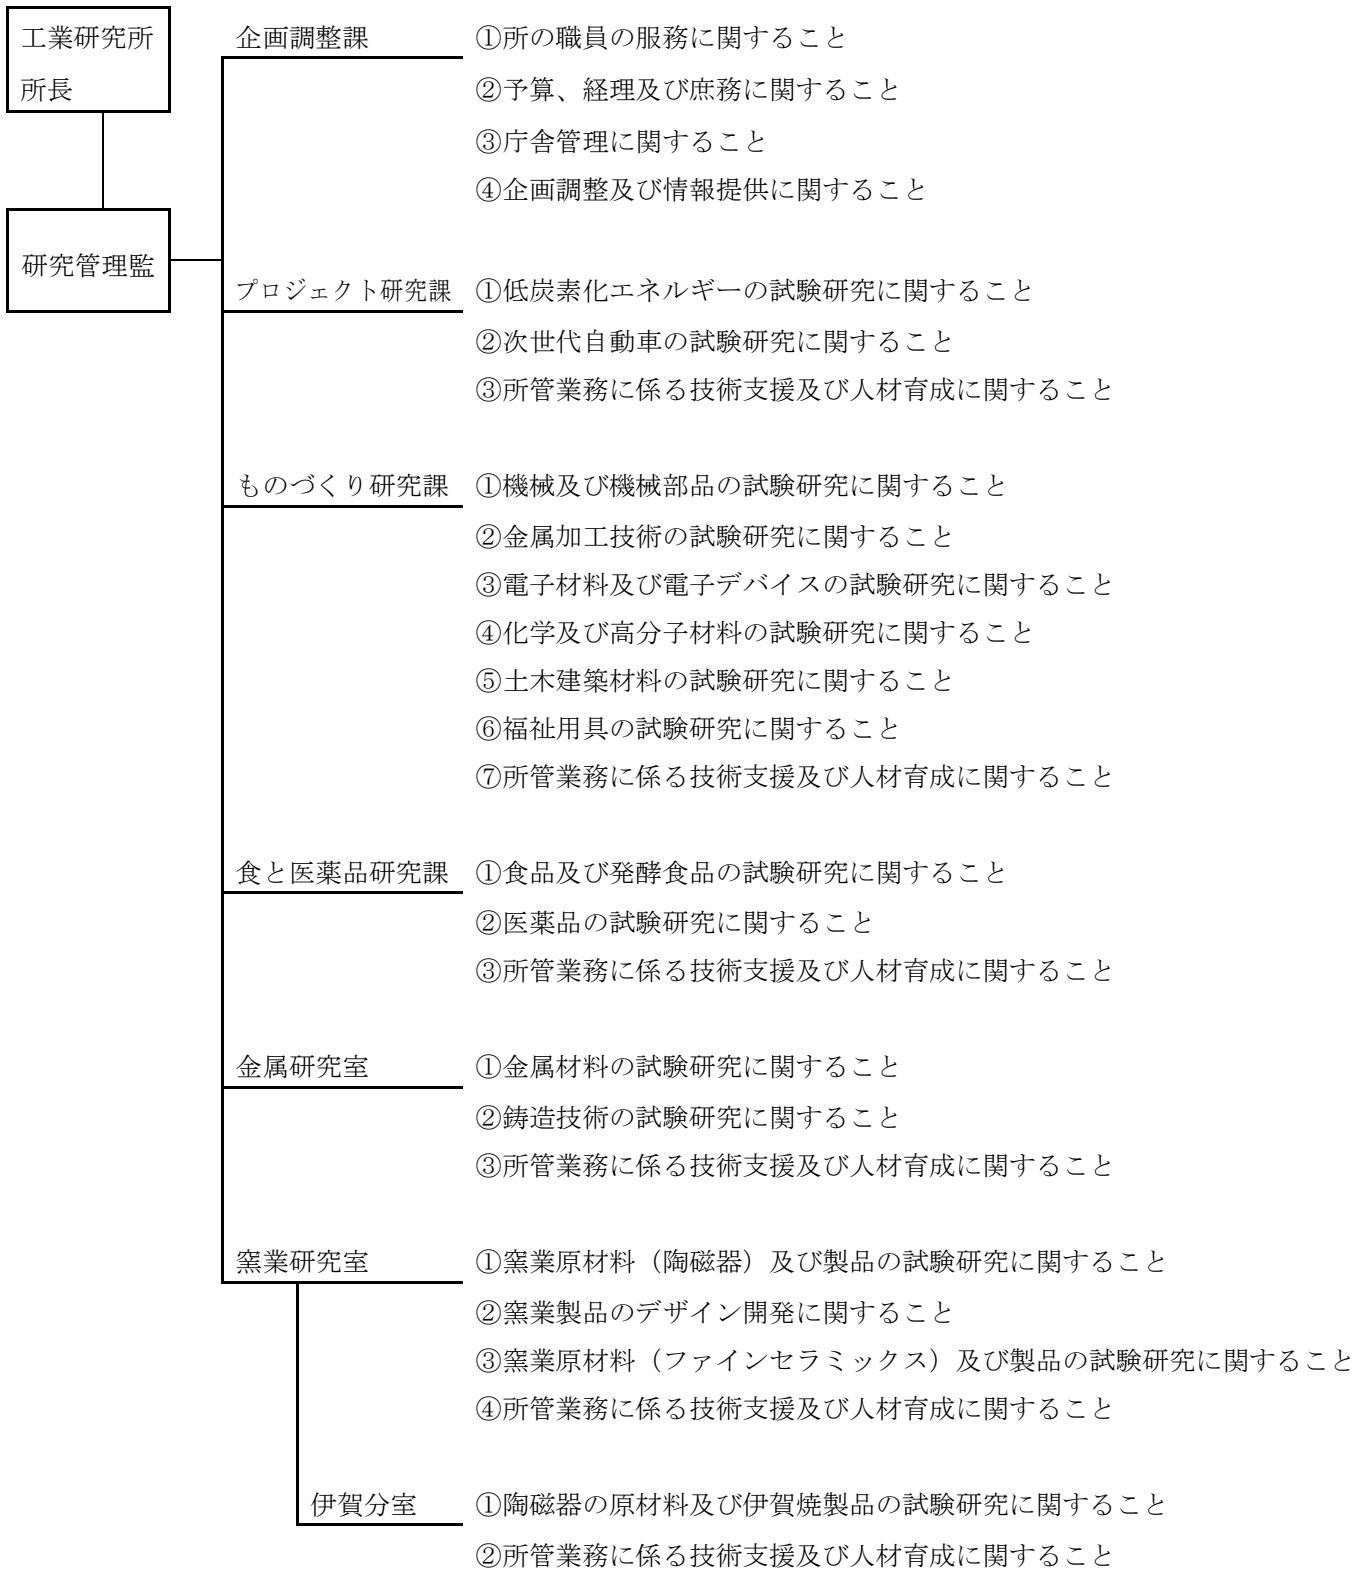 工業研究所
所長
研究管理監
企画調整課 ①所の職員の服務に関すること
②予算、経理及び庶務に関すること
③庁舎管理に関すること
④企画調整及び情報提供に関すること
プロジェクト研究課 ①低炭素化エネルギーの試験研究に関すること
②次世代自動車の試験研究に関すること
③所管業務に係る技術支援及び人材育成に関すること
ものづくり研究課 ①機械及び機械部品の試験研究に関すること
②金属加工技術の試験研究に関すること
③電子材料及び電子デバイスの試験研究に関すること
④化学及び高分子材料の試験研究に関すること
⑤土木建築材料の試験研究に関すること
⑥福祉用具の試験研究に関すること
⑦所管業務に係る技術支援及び人材育成に関すること
食と医薬品研究課 ①食品及び発酵食品の試験研究に関すること
②医薬品の試験研究に関すること
③所管業務に係る技術支援及び人材育成に関すること
金属研究室 ①金属材料の試験研究に関すること
②鋳造技術の試験研究に関すること
③所管業務に係る技術支援及び人材育成に関すること
窯業研究室 ①窯業原材料（陶磁器）及び製品の試験研究に関すること
②窯業製品のデザイン開発に関すること
③窯業原材料（ファインセラミックス）及び製品の試験研究に関すること
④所管業務に係る技術支援及び人材育成に関すること
伊賀分室 ①陶磁器の原材料及び伊賀焼製品の試験研究に関すること
②所管業務に係る技術支援及び人材育成に関すること